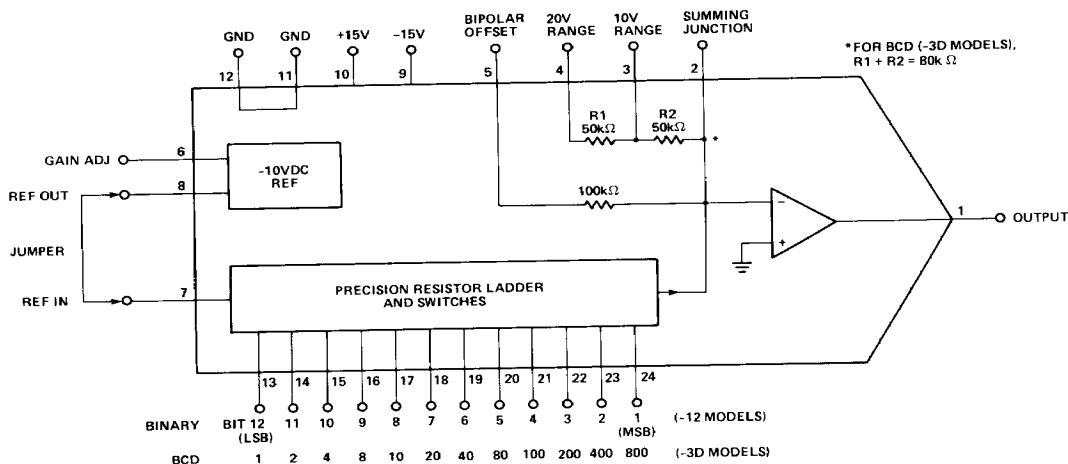 BIPOLAR OFFSET
20V RANGE
10V RANGE
SUMMING JUNCTION
GND
GND
+15V
-15V
* FOR BCD (-3D MODELS),
R1 + R2 = 80k Ω
12
11
10
9
5
4
3
2
R1
50kΩ
R2
50kΩ
*
GAIN ADJ
6
-10VDC
REF
REF OUT
8
100kΩ
−
+
1
OUTPUT
JUMPER
REF IN
7
PRECISION RESISTOR LADDER
AND SWITCHES
13 14 15 16 17 18 19 20 21 22 23 24
BINARY BIT 12 11 10 9 8 7 6 5 4 3 2 1 (-12 MODELS)
(LSB) (MSB)
BCD 1 2 4 8 10 20 40 80 100 200 400 800 (-3D MODELS)